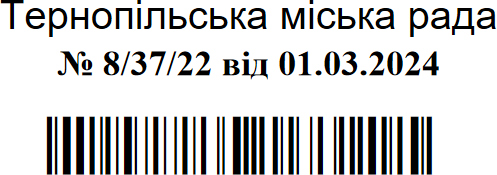 Тернопільська міська рада
№ 8/37/22 від 01.03.2024